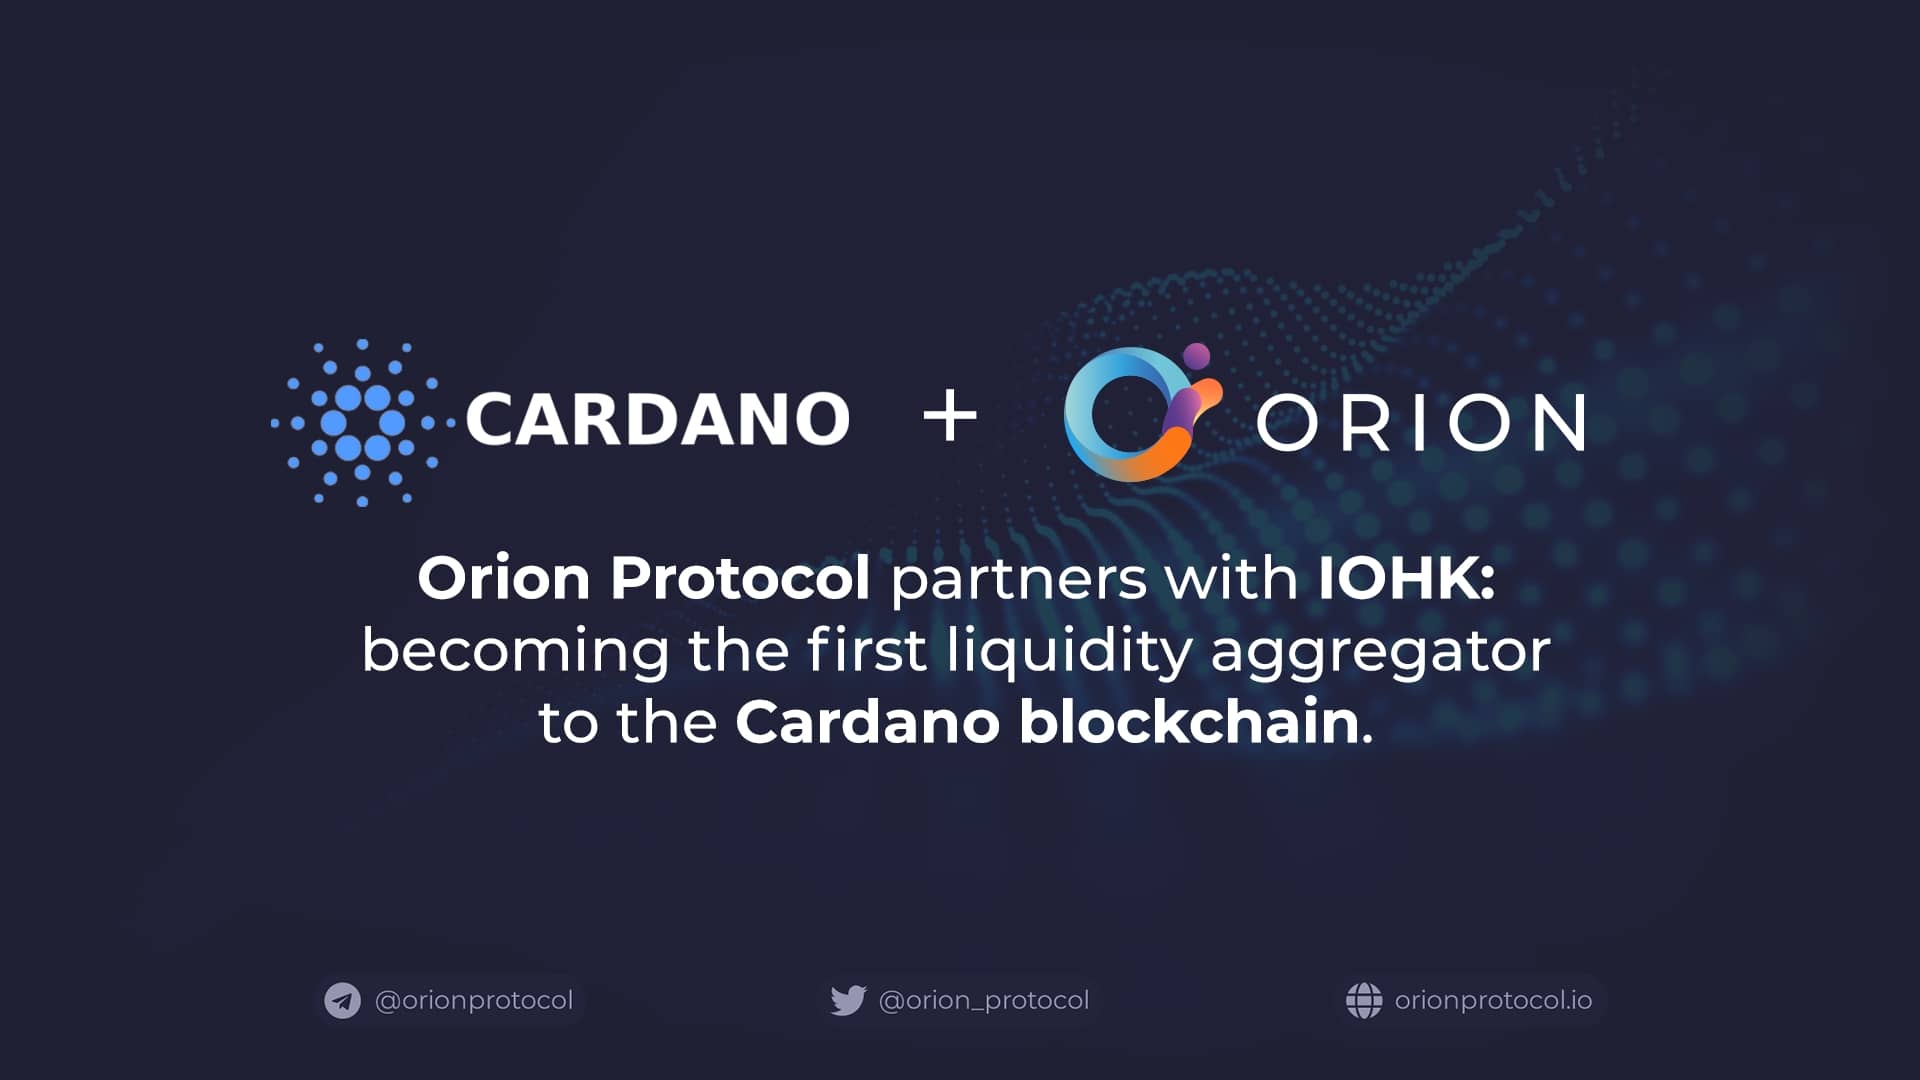 CARDANO + ORION
Orion Protocol partners with IOHK:
becoming the first liquidity aggregator
to the Cardano blockchain.
@orionprotocol @orion_protocol orionprotocol.io